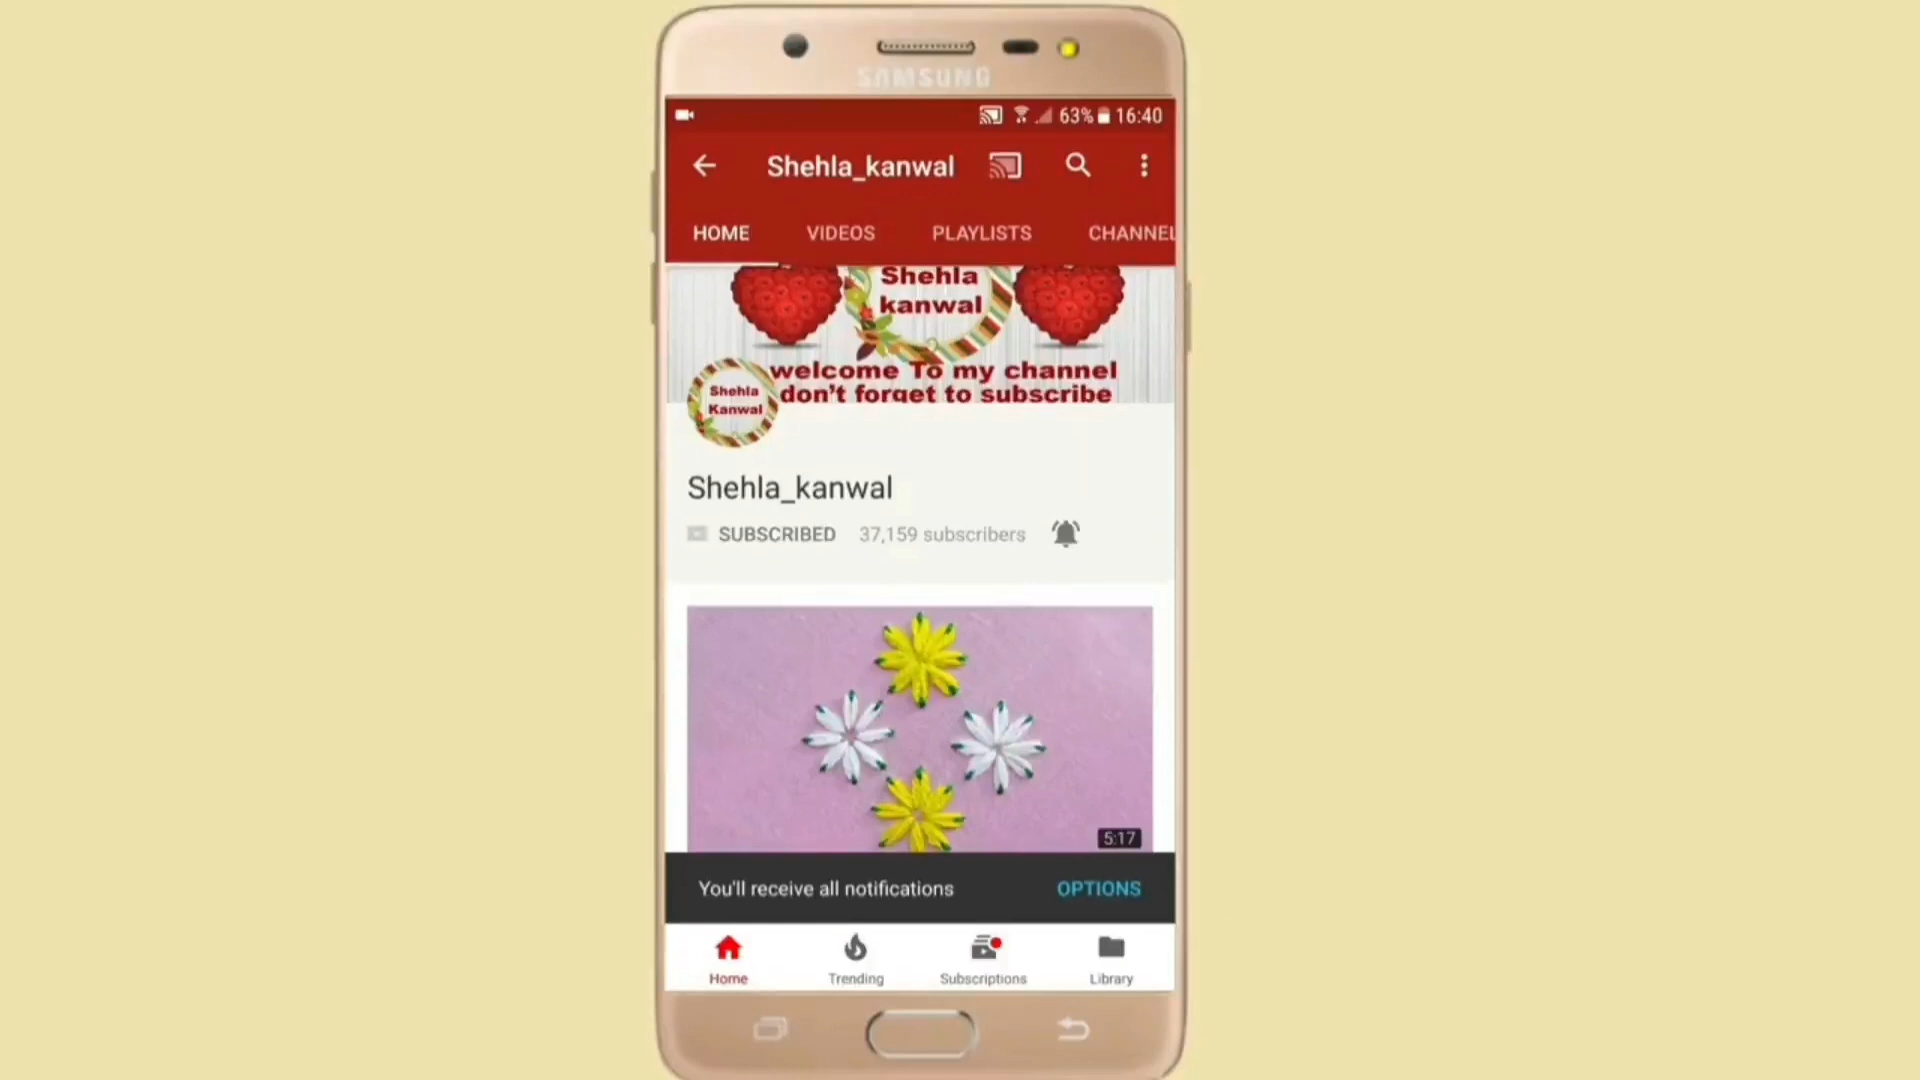 SAMSUNG
63% 16:40
Shehla_kanwal
HOME VIDEOS PLAYLISTS CHANNEL
Shehla
kanwal
welcome To my channel
don't forget to subscribe
Shehla
Kanwal
Shehla_kanwal
SUBSCRIBED 37,159 subscribers
5:17
You'll receive all notifications OPTIONS
Home Trending Subscriptions Library